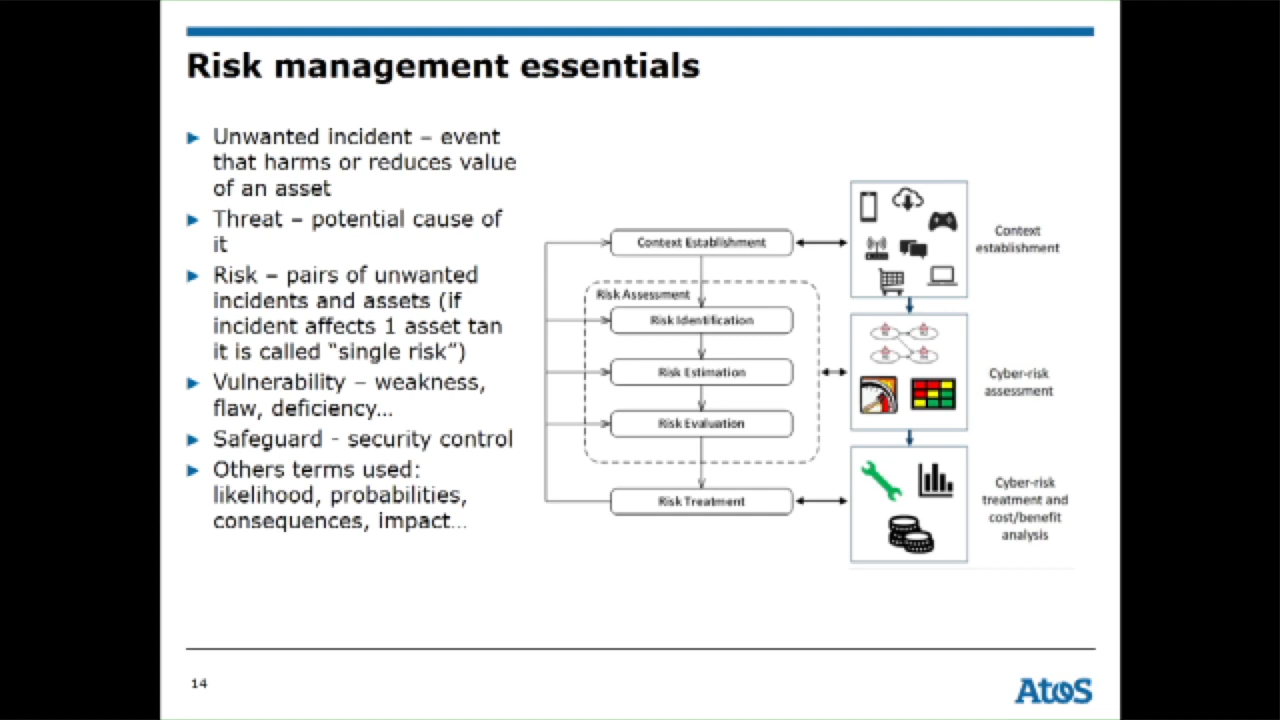 Risk management essentials
Unwanted incident – event
that harms or reduces value
of an asset
Threat – potential cause of
it
Risk – pairs of unwanted
incidents and assets (if
incident affects 1 asset tan
it is called “single risk”)
Vulnerability – weakness,
flaw, deficiency...
Safeguard - security control
Others terms used:
likelihood, probabilities,
consequences, impact...
Context Establishment
Risk Assessment
Risk Identification
Risk Estimation
Risk Evaluation
Risk Treatment
Context
establishment
Cyber-risk
assessment
Cyber-risk
treatment and
cost/benefit
analysis
14
Atos